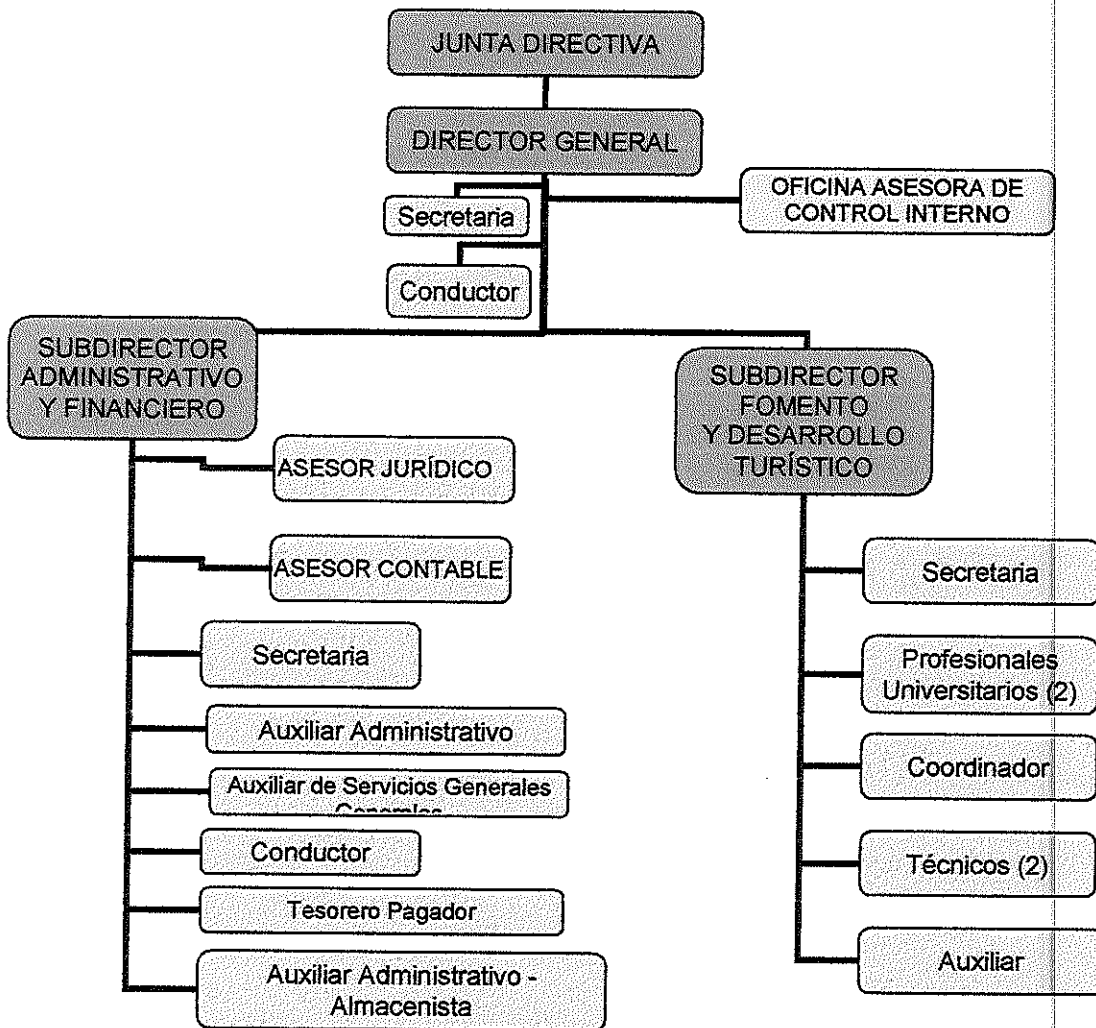 JUNTA DIRECTIVA
DIRECTOR GENERAL
OFICINA ASESORA DE
CONTROL INTERNO
Secretaria
Conductor
SUBDIRECTOR
ADMINISTRATIVO
Y FINANCIERO
ASESOR JURÍDICO
ASESOR CONTABLE
Secretaria
Auxiliar Administrativo
Auxiliar de Servicios Generales
Generales
Conductor
Tesorero Pagador
Auxiliar Administrativo -
Almacenista
SUBDIRECTOR
FOMENTO
Y DESARROLLO
TURÍSTICO
Secretaria
Profesionales
Universitarios (2)
Coordinador
Técnicos (2)
Auxiliar